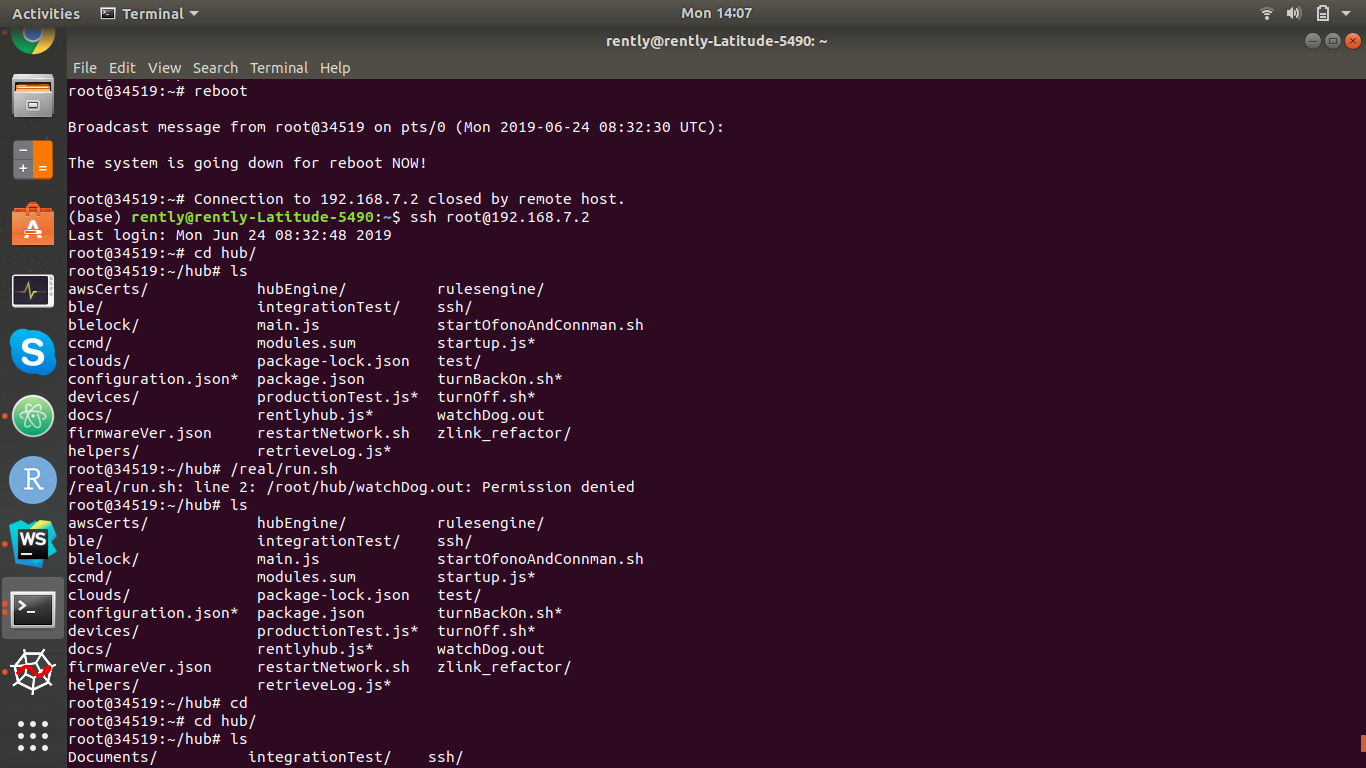 Activities Terminal Mon 14:07
rently@rently-Latitude-5490: ~
File Edit View Search Terminal Help
root@34519:~# reboot
Broadcast message from root@34519 on pts/0 (Mon 2019-06-24 08:32:30 UTC):
The system is going down for reboot NOW!
root@34519:~# Connection to 192.168.7.2 closed by remote host.
(base) rently@rently-Latitude-5490:~$ ssh root@192.168.7.2
Last login: Mon Jun 24 08:32:48 2019
root@34519:~# cd hub/
root@34519:~/hub# ls
awsCerts/ hubEngine/ rulesengine/
ble/ integrationTest/ ssh/
blelock/ main.js startOfonoAndConnman.sh
ccmd/ modules.sum startup.js*
clouds/ package-lock.json test/
configuration.json* package.json turnBackOn.sh*
devices/ productionTest.js* turnOff.sh*
docs/ rentlyhub.js* watchDog.out
firmwareVer.json restartNetwork.sh zlink_refactor/
helpers/ retrieveLog.js*
root@34519:~/hub# /real/run.sh
/real/run.sh: line 2: /root/hub/watchDog.out: Permission denied
root@34519:~/hub# ls
awsCerts/ hubEngine/ rulesengine/
ble/ integrationTest/ ssh/
blelock/ main.js startOfonoAndConnman.sh
ccmd/ modules.sum startup.js*
clouds/ package-lock.json test/
configuration.json* package.json turnBackOn.sh*
devices/ productionTest.js* turnOff.sh*
docs/ rentlyhub.js* watchDog.out
firmwareVer.json restartNetwork.sh zlink_refactor/
helpers/ retrieveLog.js*
root@34519:~/hub# cd
root@34519:~# cd hub/
root@34519:~/hub# ls
Documents/ integrationTest/ ssh/
A
S
R
WS